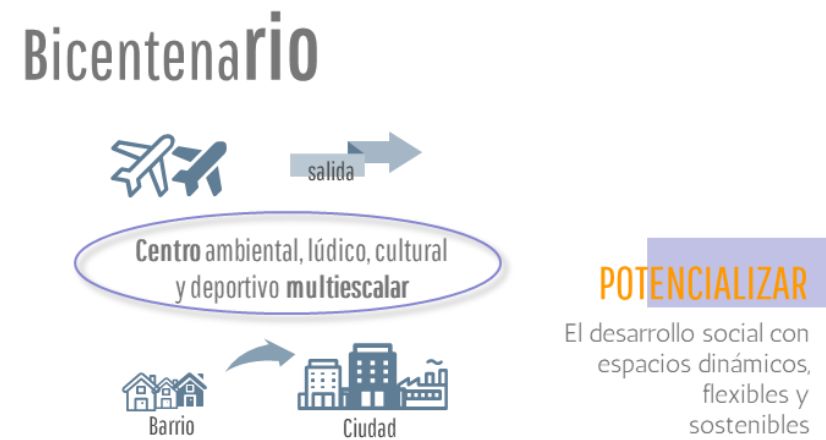 Bicentenario
salida
Centro ambiental, lúdico, cultural
y deportivo multiescalar
Barrio
Ciudad
POTENCIALIZAR
El desarrollo social con
espacios dinámicos,
flexibles y
sostenibles